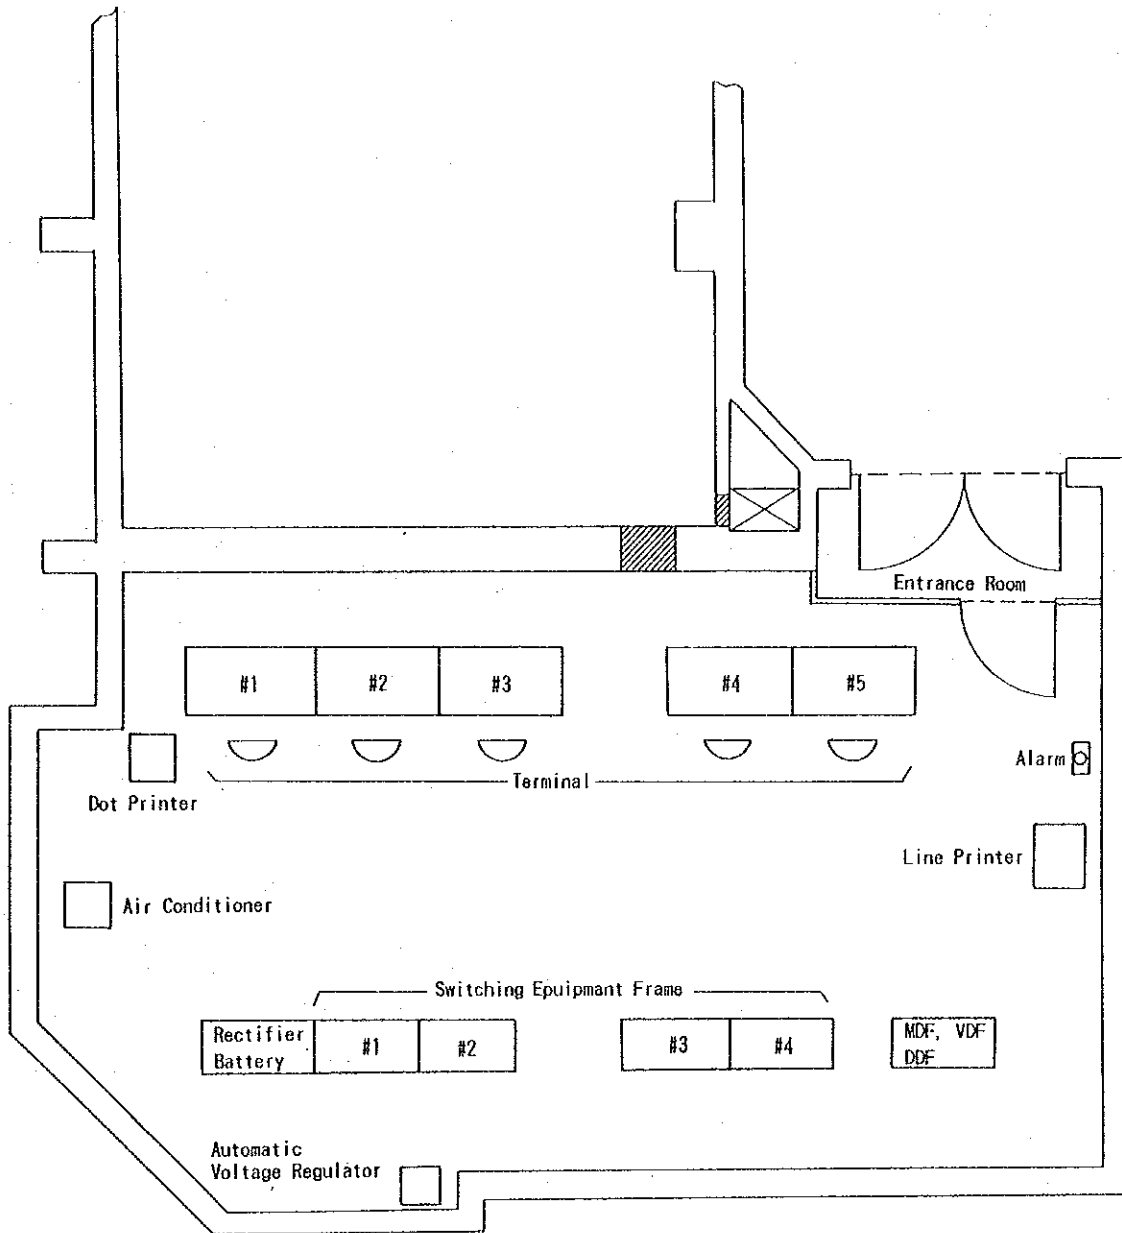 Entrance Room
#1
#2
#3
#4
#5
Alarm
Terminal
Dot Printer
Line Printer
Air Conditioner
Switching Epuipmant Frame
Rectifier
Battery
#1
#2
#3
#4
MDF, VDF
DDF
Automatic
Voltage Regulator